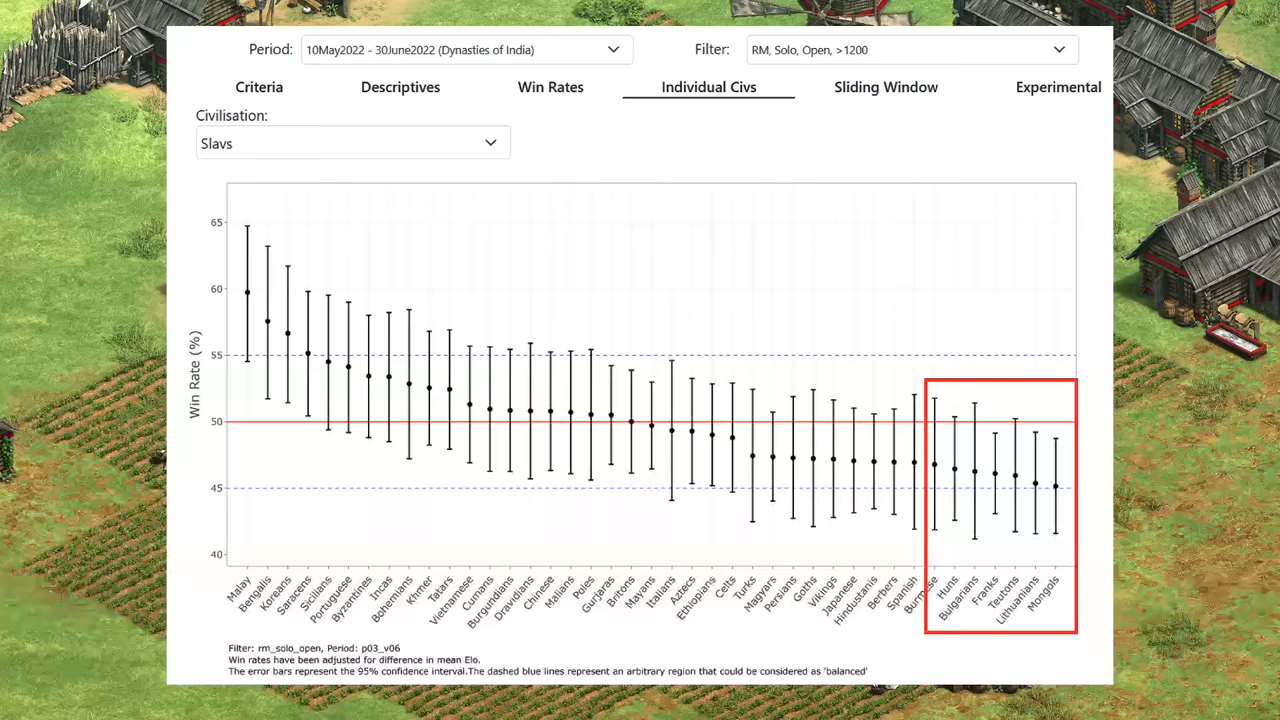 Period: 10May2022 - 30June2022 (Dynasties of India) Filter: RM, Solo, Open, >1200
Criteria Descriptives Win Rates Individual Civs Sliding Window Experimental
Civilisation:
Slavs
Win Rate (%)
65
60
55
50
45
40
Malay
Bengalis
Koreans
Saracens
Sicilians
Portuguese
Byzantines
Incas
Bohemians
Khmer
Tatars
Vietnamese
Cumans
Burgundians
Dravidians
Chinese
Malians
Poles
Gurjaras
Britons
Mayans
Italians
Aztecs
Ethiopians
Celts
Turks
Magyars
Persians
Goths
Vikings
Japanese
Hindustanis
Berbers
Spanish
Burmese
Huns
Bulgarians
Franks
Teutons
Lithuanians
Mongols
Filter: rm_solo_open, Period: p03_v06
Win rates have been adjusted for difference in mean Elo.
The error bars represent the 95% confidence interval.The dashed blue lines represent an arbitrary region that could be considered as 'balanced'